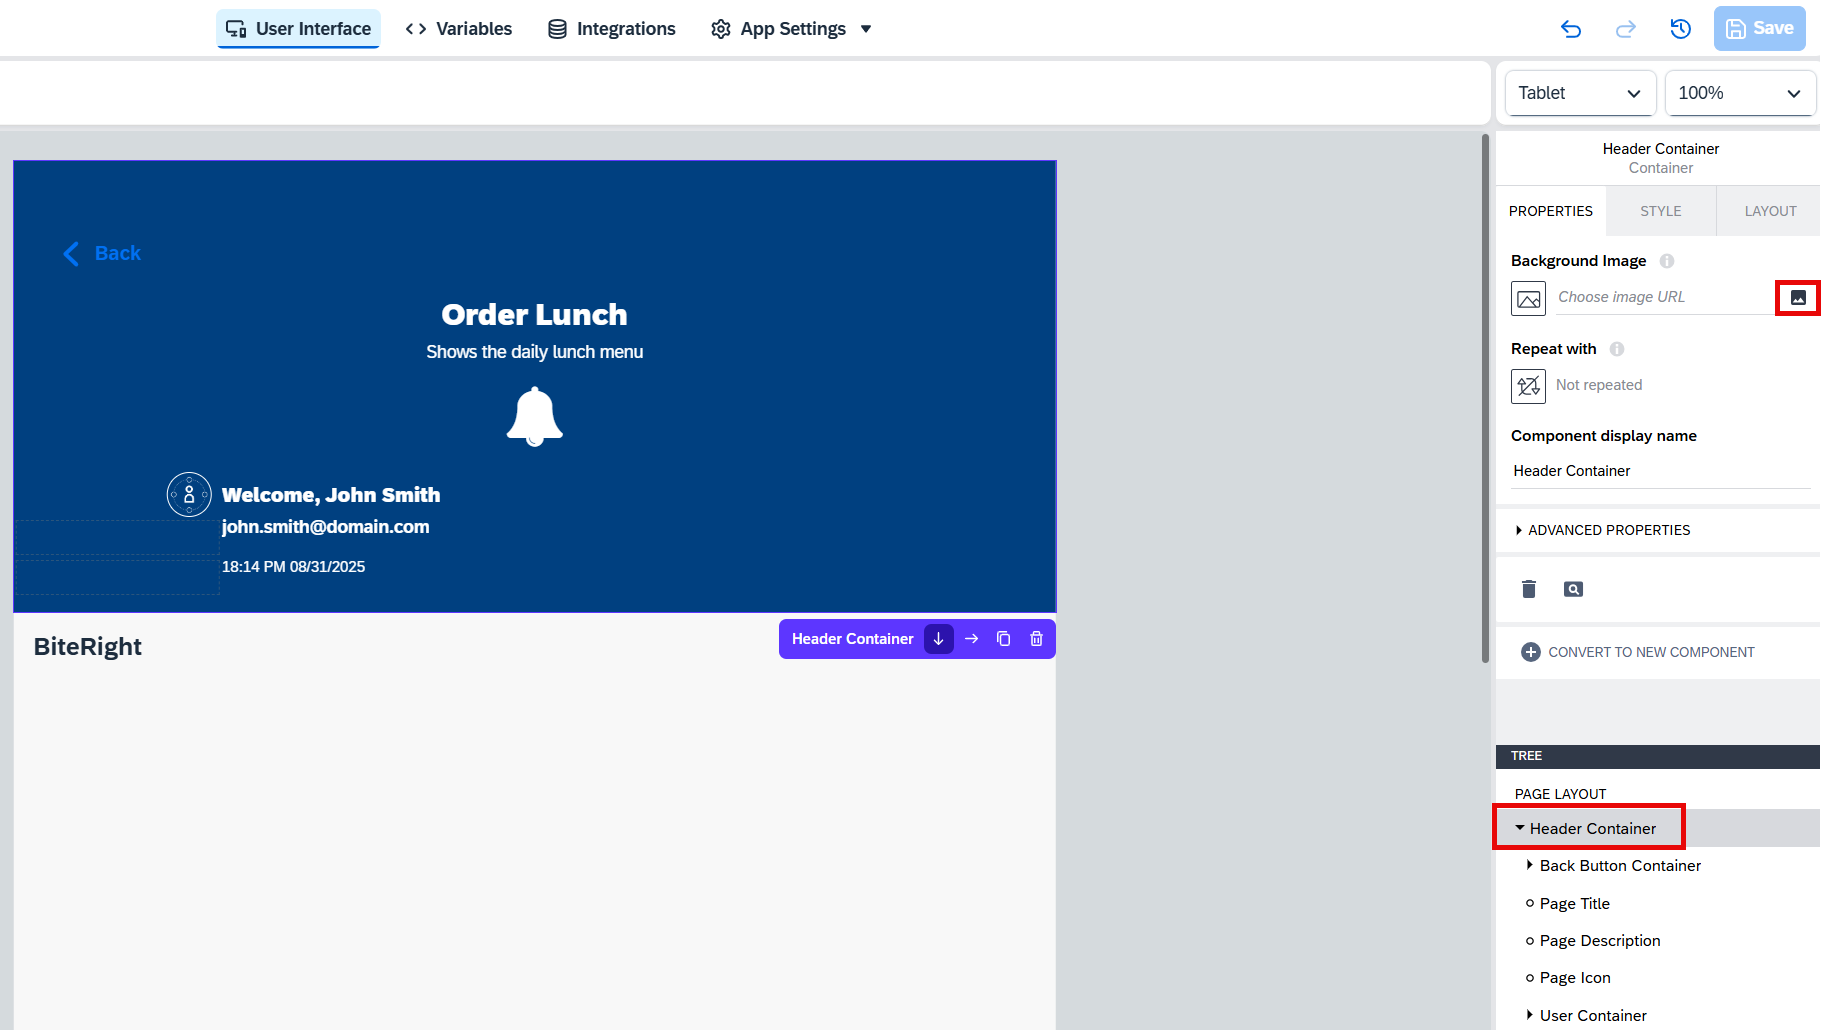 User Interface
Variables
Integrations
App Settings
Save
Tablet
100%
Header Container
Container
PROPERTIES
STYLE
LAYOUT
Background Image
Choose image URL
Repeat with
Not repeated
Component display name
Header Container
ADVANCED PROPERTIES
CONVERT TO NEW COMPONENT
TREE
PAGE LAYOUT
Header Container
Back Button Container
Page Title
Page Description
Page Icon
User Container
Back
Order Lunch
Shows the daily lunch menu
Welcome, John Smith
john.smith@domain.com
18:14 PM 08/31/2025
Header Container
BiteRight